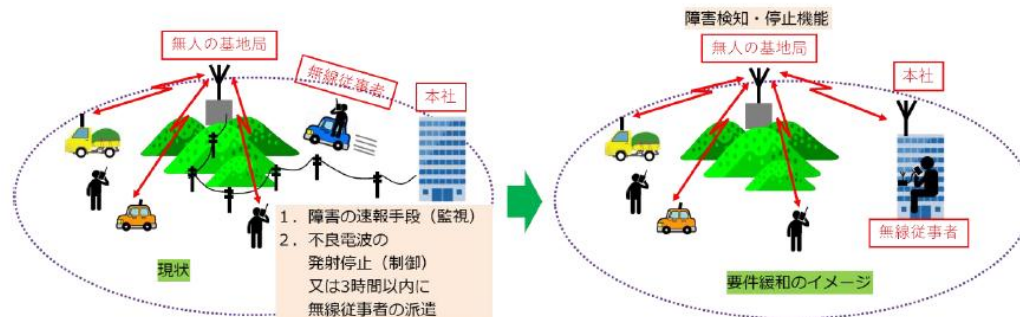 無人の基地局
無線従事者
本社
1．障害の速報手段（監視）
2．不良電波の
発射停止（制御）
又は3時間以内に
無線従事者の派遣
現状
障害検知・停止機能
無人の基地局
本社
無線従事者
要件緩和のイメージ